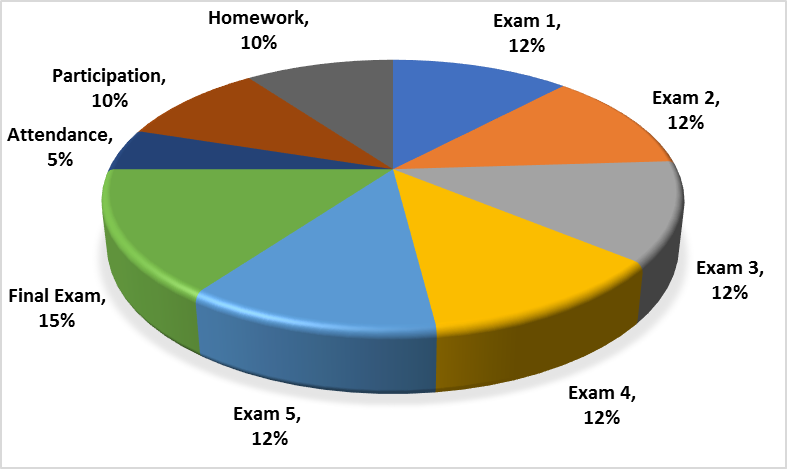 Homework,
10%
Exam 1,
12%
Participation,
10%
Exam 2,
12%
Attendance,
5%
Exam 3,
12%
Final Exam,
15%
Exam 4,
12%
Exam 5,
12%